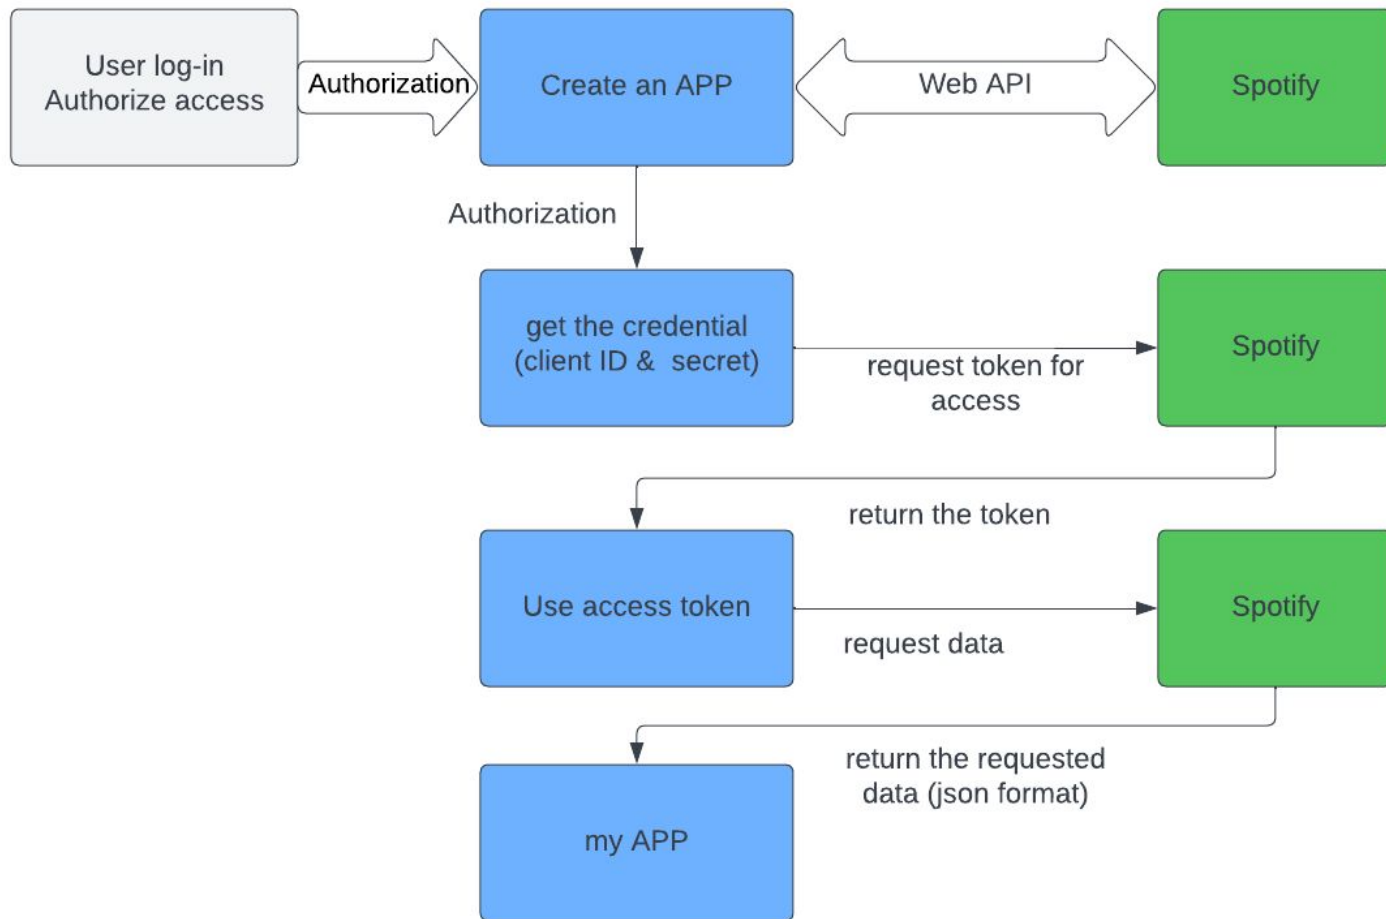 User log-in
Authorize access
Authorization
Create an APP
Web API
Spotify
Authorization
get the credential
(client ID &  secret)
request token for
access
Spotify
return the token
Use access token
request data
Spotify
return the requested
data (json format)
my APP